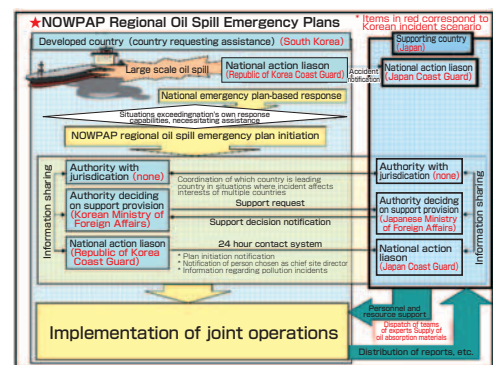 ★NOWPAP Regional Oil Spill Emergency Plans
* Items in red correspond to
Korean incident scenario
Developed country (country requesting assistance) (South Korea)
Supporting country
(Japan)
Large scale oil spill
National action liason
(Republic of Korea Coast Guard)
Accident
notification
National action liason
(Japan Coast Guard)
National emergency plan-based response
Situations exceedingnation's own response
capabilities, necessitating assistance
NOWPAP regional oil spill emergency plan initiation
Information sharing
Authority with
jurisdication (none)
Coordination of which country is leading
country in situations where incident affects
interests of multiple countries
Authority with
jurisdication (none)
Information sharing
Authority deciding
on support provision
(Korean Ministry of
Foreign Affairs)
Support request
Support decision notification
Authority deciding
on support provision
(Japanese Ministry
of Foreign Affairs)
National action liason
(Republic of Korea
Coast Guard)
24 hour contact system
* Plan initiation notification
* Notification of person chosen as chief site director
* Information regarding pollution incidents
National action
liason
(Japan Coast Guard)
Implementation of joint operations
Personnel and
resource support
Dispatch of teams
of experts Supply of
oil absorption materials
Distribution of reports, etc.